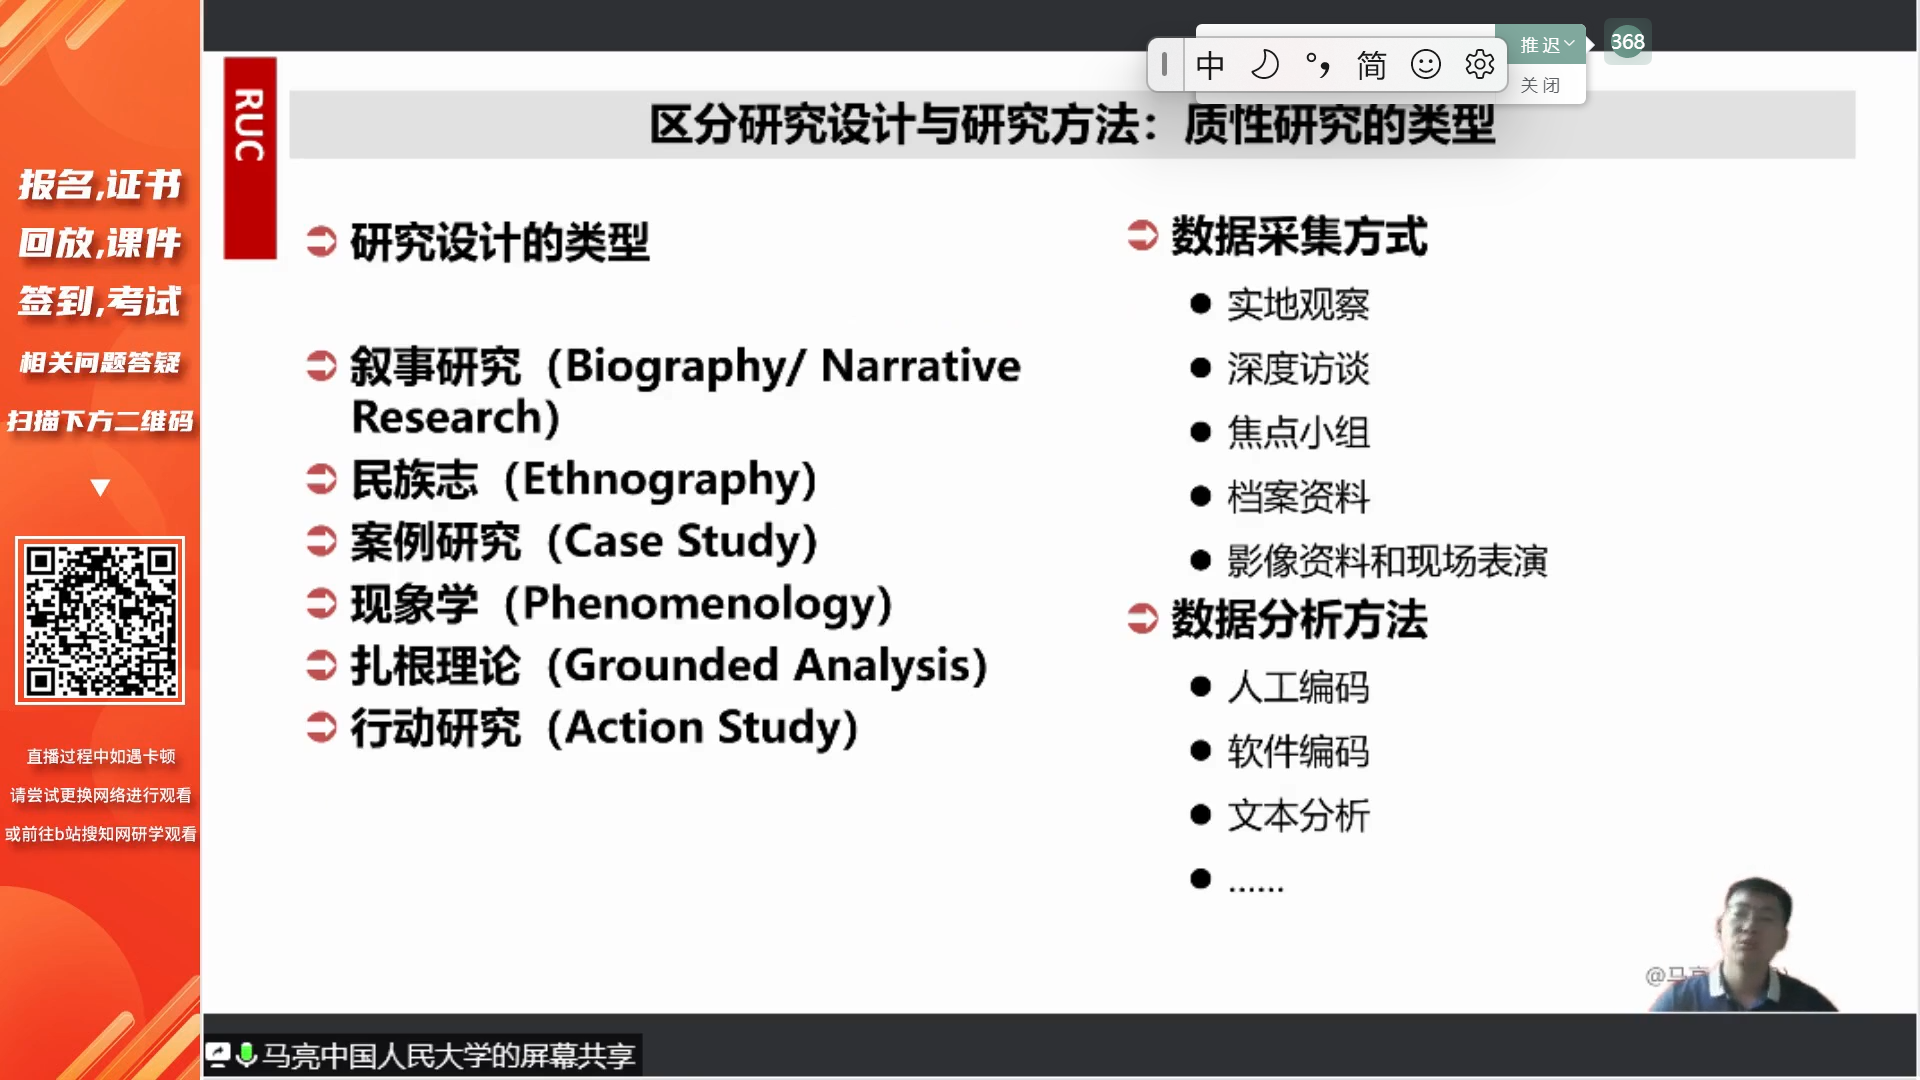 报名,证书
回放,课件
签到,考试
相关问题答疑
扫描下方二维码
直播过程中如遇卡顿
请尝试更换网络进行观看
或前往b站搜知网研学观看
中
简
推迟
关闭
368
RUC
区分研究设计与研究方法：质性研究的类型
研究设计的类型
叙事研究（Biography/ Narrative
Research）
民族志（Ethnography）
案例研究（Case Study）
现象学（Phenomenology）
扎根理论（Grounded Analysis）
行动研究（Action Study）
数据采集方式
实地观察
深度访谈
焦点小组
档案资料
影像资料和现场表演
数据分析方法
人工编码
软件编码
文本分析
......
@马亮
马亮中国人民大学的屏幕共享